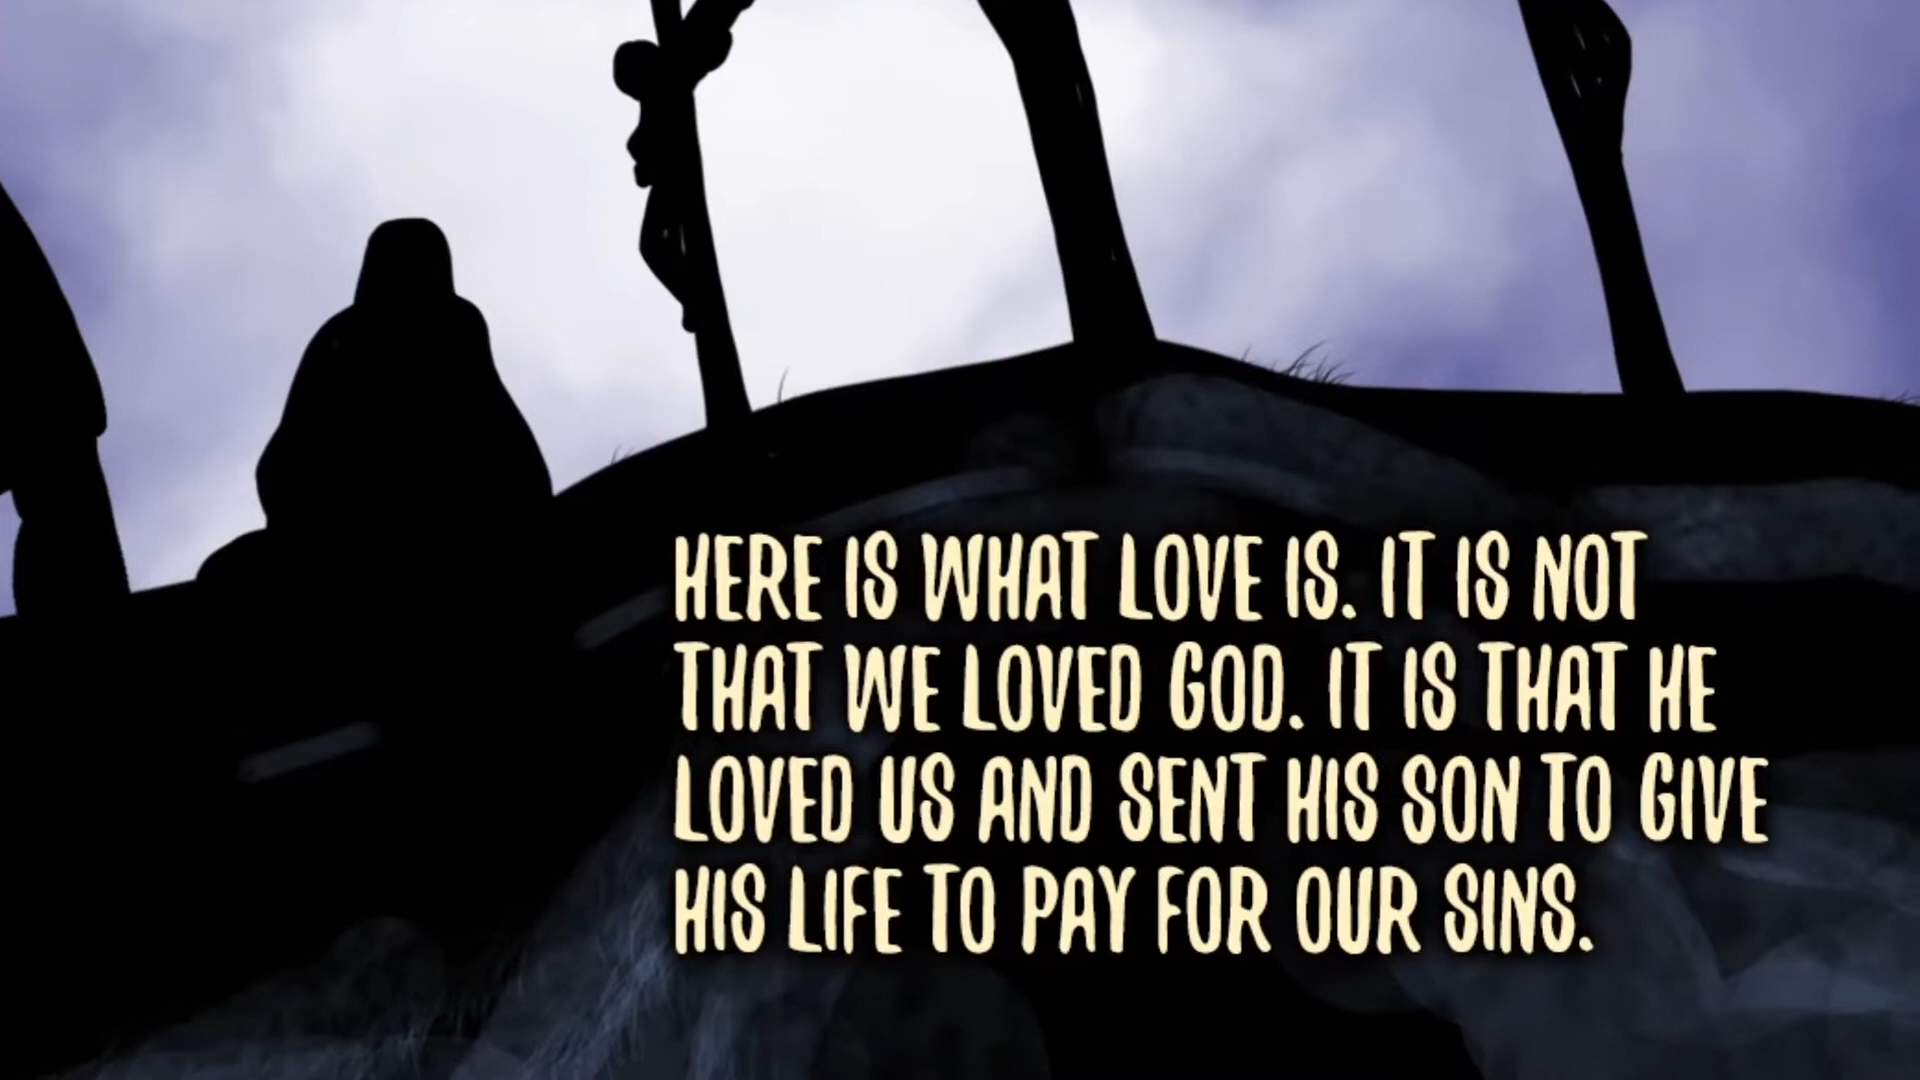 HERE IS WHAT LOVE IS. IT IS NOT
THAT WE LOVED GOD. IT IS THAT HE
LOVED US AND SENT HIS SON TO GIVE
HIS LIFE TO PAY FOR OUR SINS.